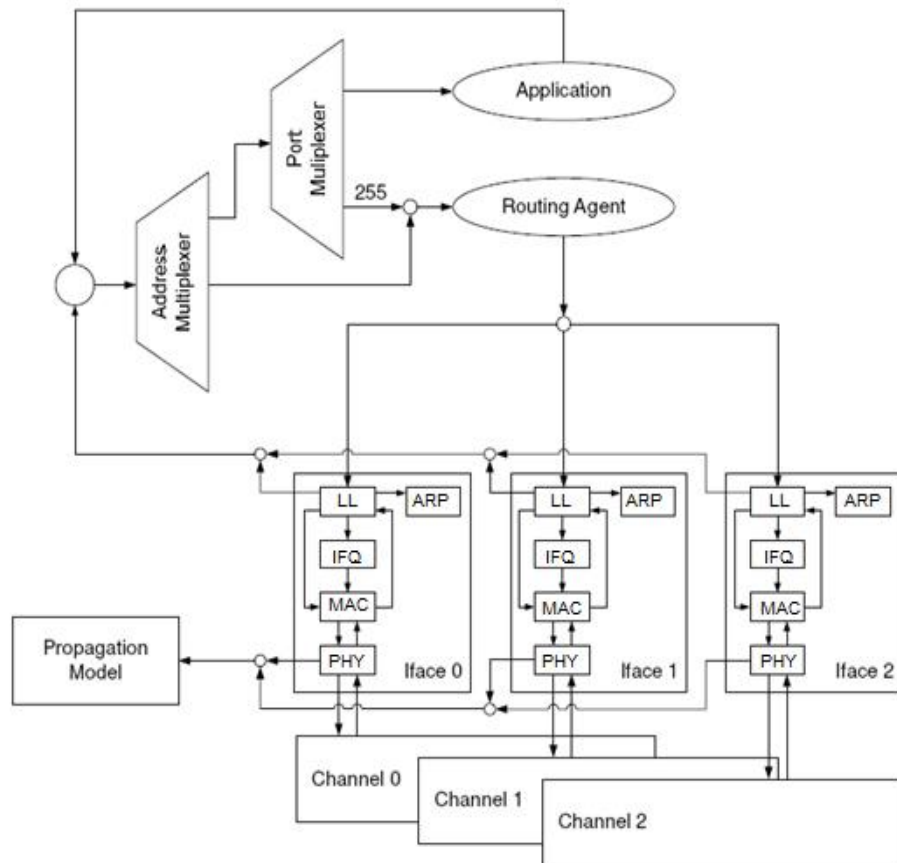 Application
Port
Muliplexer
255
Routing Agent
Address
Multiplexer
LL
ARP
IFQ
MAC
PHY
Iface 0
LL
ARP
IFQ
MAC
PHY
Iface 1
LL
ARP
IFQ
MAC
PHY
Iface 2
Propagation
Model
Channel 0
Channel 1
Channel 2